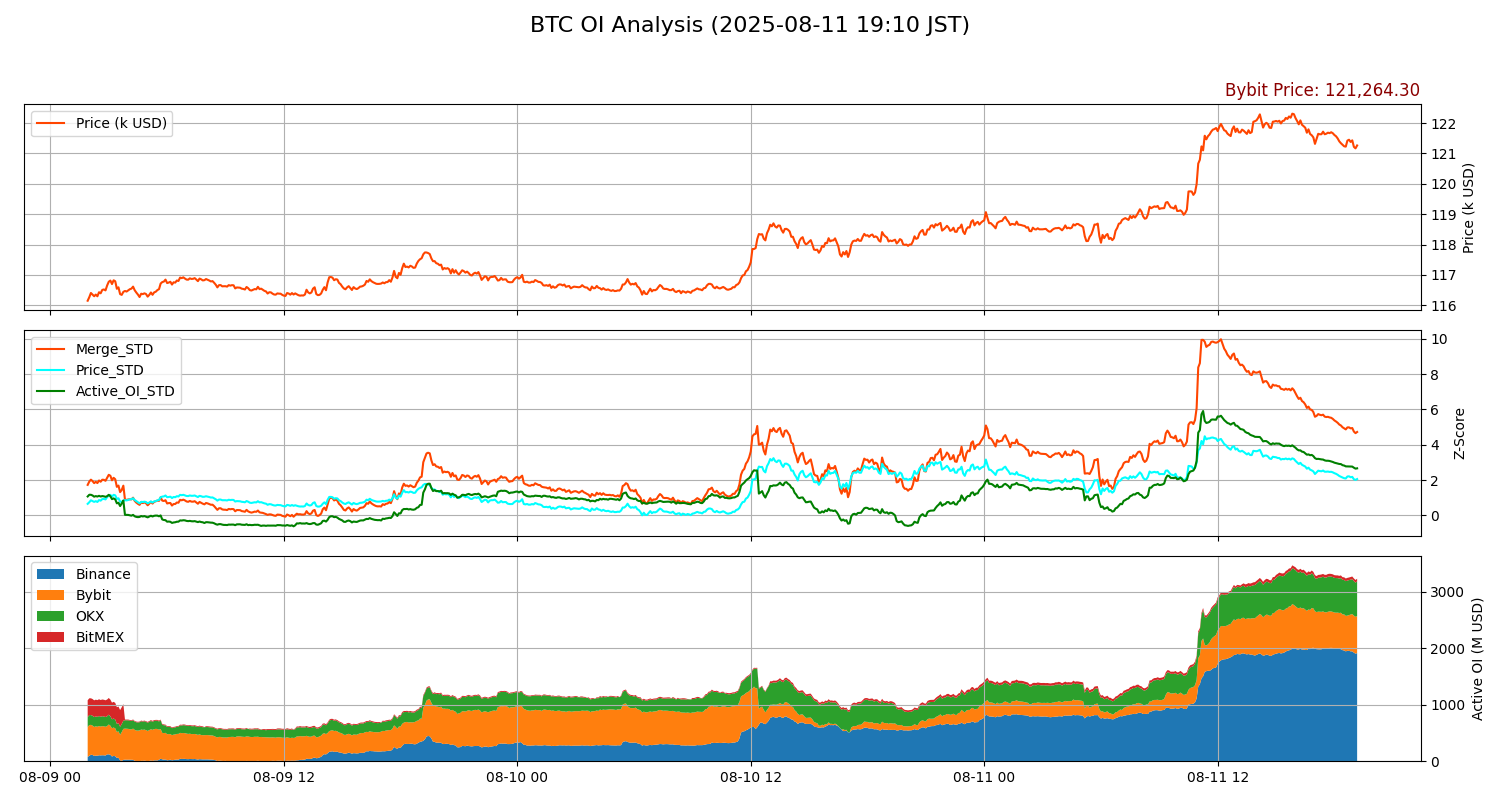 BTC OI Analysis (2025-08-11 19:10 JST)
Bybit Price: 121,264.30
Price (k USD)
122
121
120
119
118
117
116
Price (k USD)
Merge_STD
Price_STD
Active_OI_STD
10
8
6
4
2
0
Z-Score
Binance
Bybit
OKX
BitMEX
3000
2000
1000
0
Active OI (M USD)
08-09 00
08-09 12
08-10 00
08-10 12
08-11 00
08-11 12